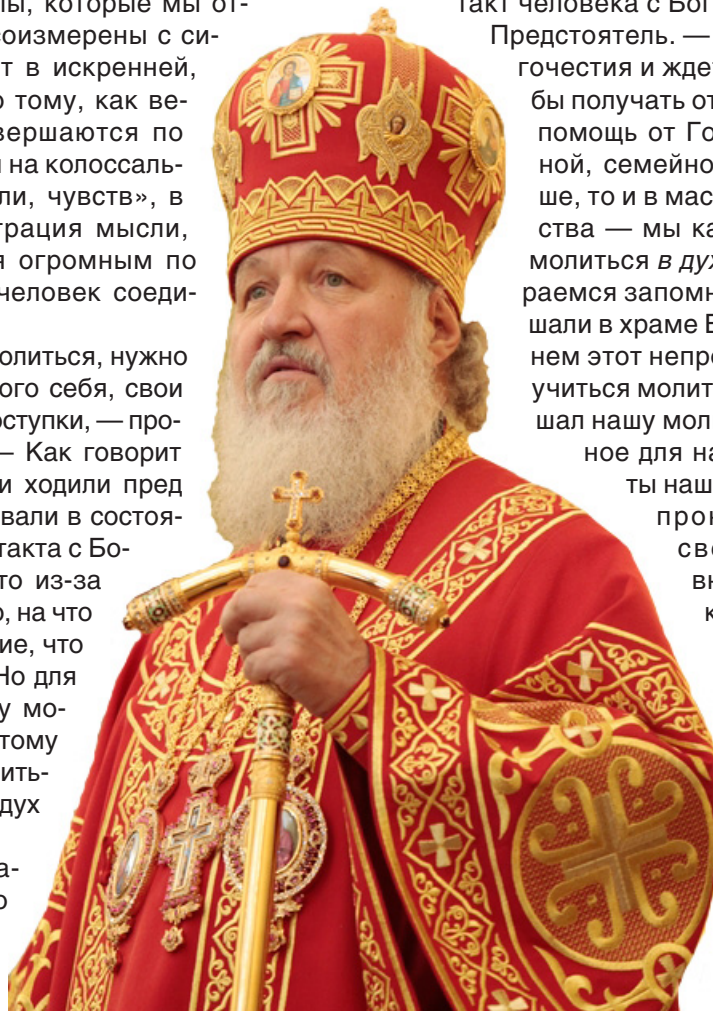 лы, которые мы от-
соизмерены с си-
т в искренней,
о тому, как ве-
вершаются по
на колоссаль-
ли, чувств», в
трация мысли,
я огромным по
человек соеди-
олиться, нужно
ого себя, свои
оступки, — про-
— Как говорит
и ходили пред
вали в состоя-
такта с Бо-
то из-за
о, на что
ие, что
Но для
у мо-
тому
ить-
дух
а-
о
такт человека с Бог
Предстоятель. —
гочестия и ждет
бы получать от
помощь от Го
ной, семейно
ше, то и в мас
ства — мы ка
молиться в дух
раемся запомн
шали в храме Б
нем этот непро
учиться молит
шал нашу мол
ное для на
ты наш
прон
сво
вн
к